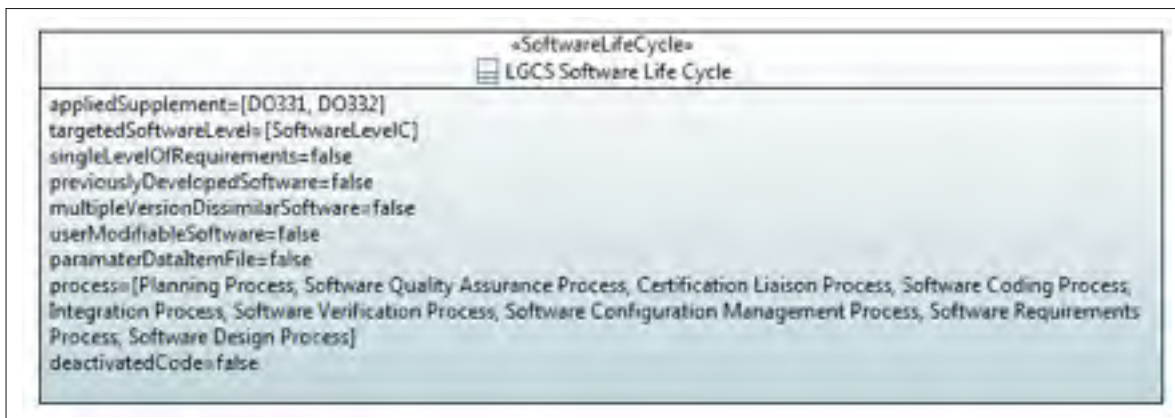 «SoftwareLifeCycle»
LGCS Software Life Cycle
appliedSupplement=[DO331, DO332]
targetedSoftwareLevel=[SoftwareLevelC]
singleLevelOfRequirements=false
previouslyDevelopedSoftware=false
multipleVersionDissimilarSoftware=false
userModifiableSoftware=false
paramaterDataItemFile=false
process=[Planning Process, Software Quality Assurance Process, Certification Liaison Process, Software Coding Process,
Integration Process, Software Verification Process, Software Configuration Management Process, Software Requirements
Process, Software Design Process]
deactivatedCode=false